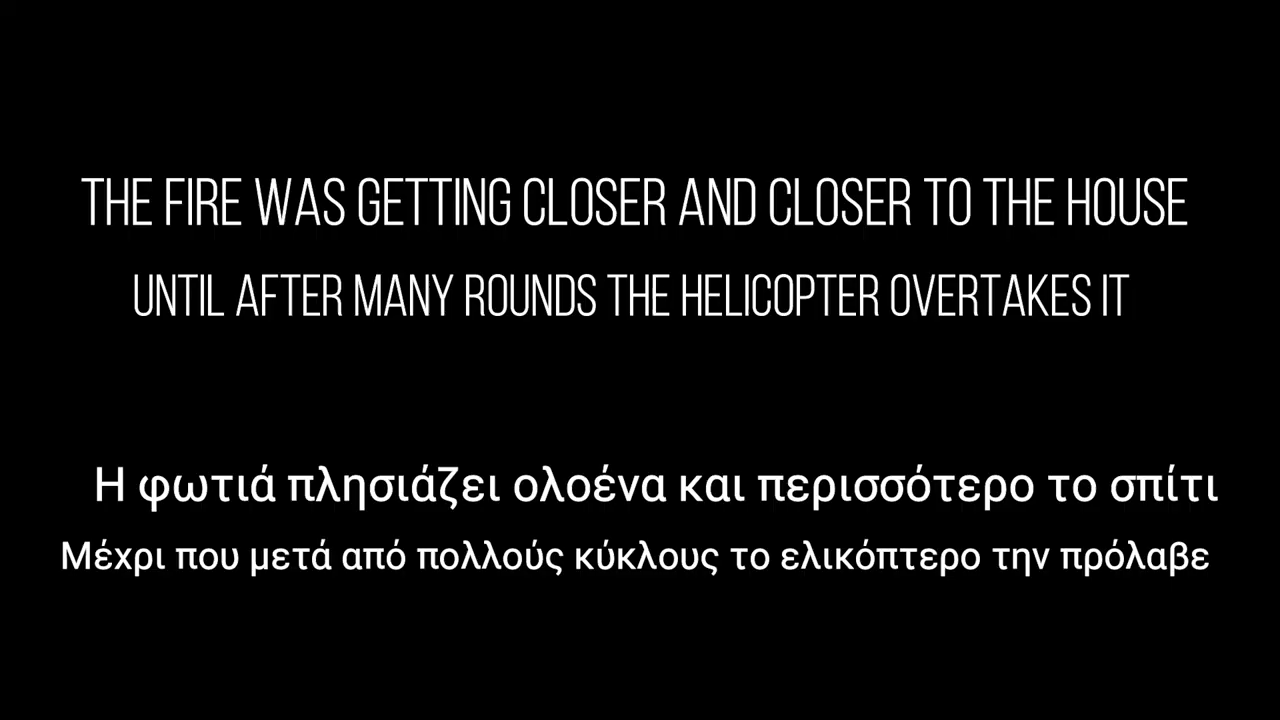 THE FIRE WAS GETTING CLOSER AND CLOSER TO THE HOUSE
UNTIL AFTER MANY ROUNDS THE HELICOPTER OVERTAKES IT
Η φωτιά πλησιάζει ολοένα και περισσότερο το σπίτι
Μέχρι που μετά από πολλούς κύκλους το ελικόπτερο την πρόλαβε